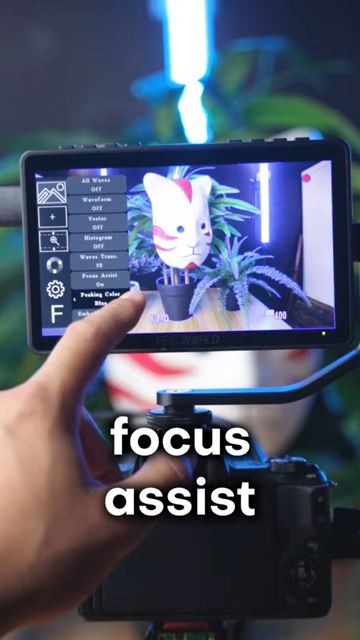 All Waves
Off
Waveform
Off
Vector
Off
Histogram
Off
Waves Trans.
Focus Assist
On
Peaking Color
Blue
F
F2.0
400
FEELWORLD
focus
assist